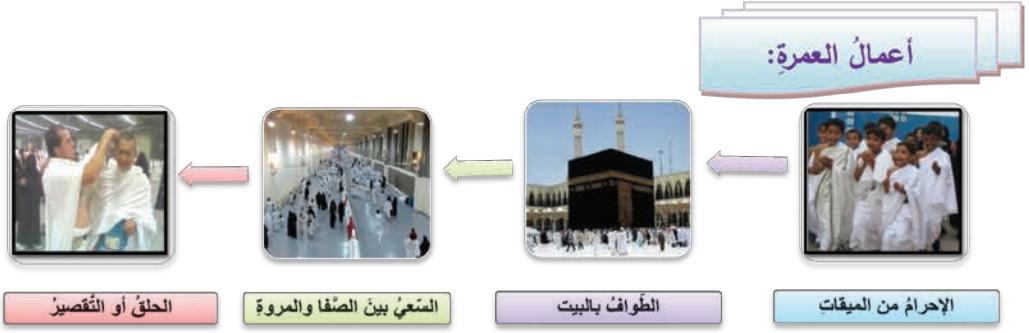 أعمالُ العمرةِ:
الإحرامُ من الميقاتِ
الطّوافُ بالبيت
السّعيُ بينَ الصّفا والمروةِ
الحلقُ أو التّقصيرُ